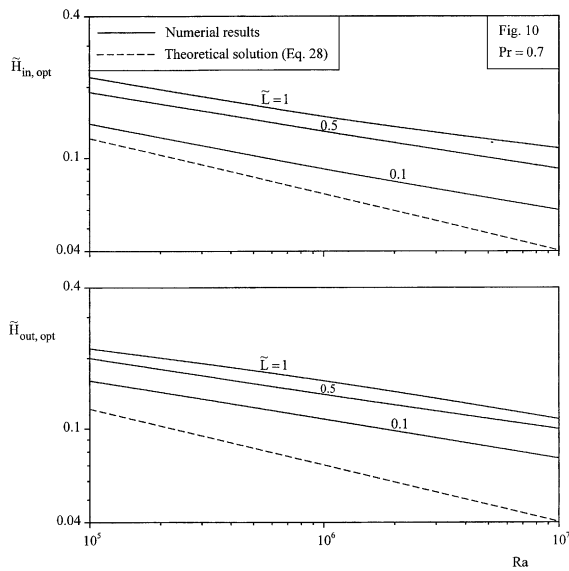 0.4
Numerial results
Theoretical solution (Eq. 28)
Fig. 10
Pr = 0.7
H̃in, opt
L̃ = 1
0.5
0.1
0.1
0.04
0.4
H̃out, opt
L̃ = 1
0.5
0.1
0.1
0.04
10⁵
10⁶
10⁷
Ra